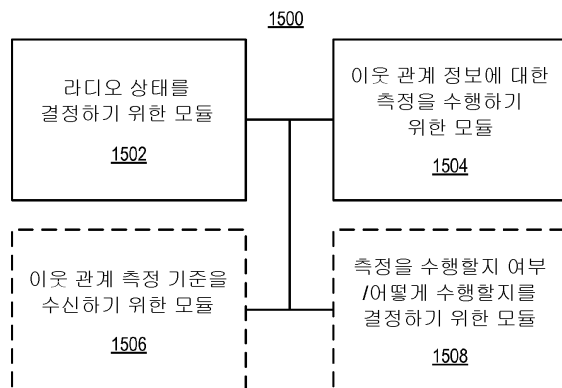 1500
라디오 상태를
결정하기 위한 모듈
1502
이웃 관계 정보에 대한
측정을 수행하기
위한 모듈
1504
이웃 관계 측정 기준을
수신하기 위한 모듈
1506
측정을 수행할지 여부
/어떻게 수행할지를
결정하기 위한 모듈
1508